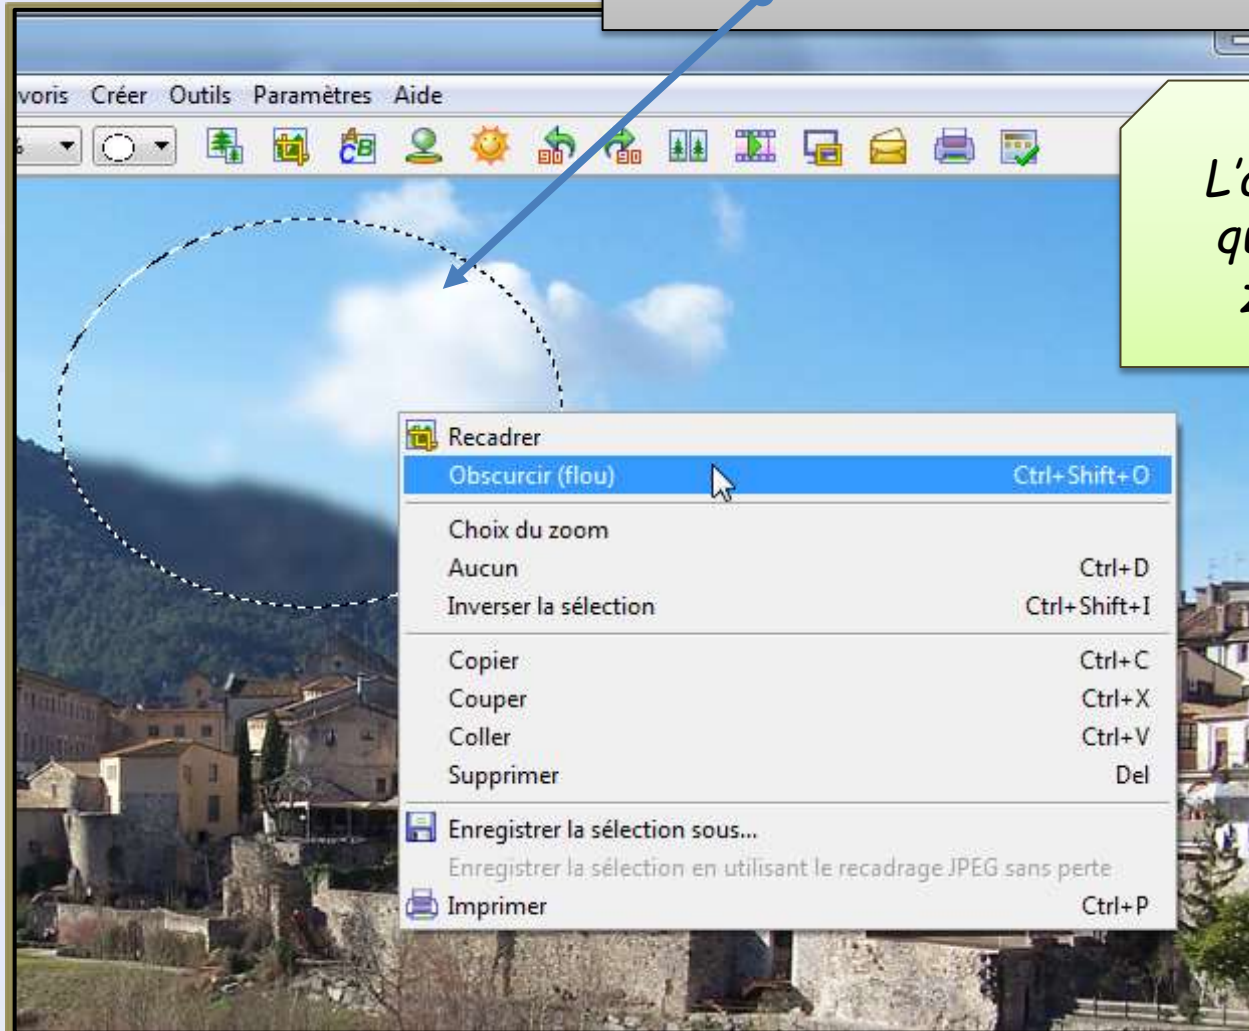 Créer Outils Paramètres Aide
Recadrer
Obscurcir (flou) Ctrl+Shift+O
Choix du zoom
Aucun Ctrl+D
Inverser la sélection Ctrl+Shift+I
Copier Ctrl+C
Couper Ctrl+X
Coller Ctrl+V
Supprimer Del
Enregistrer la sélection sous...
Enregistrer la sélection en utilisant le recadrage JPEG sans perte
Imprimer Ctrl+P